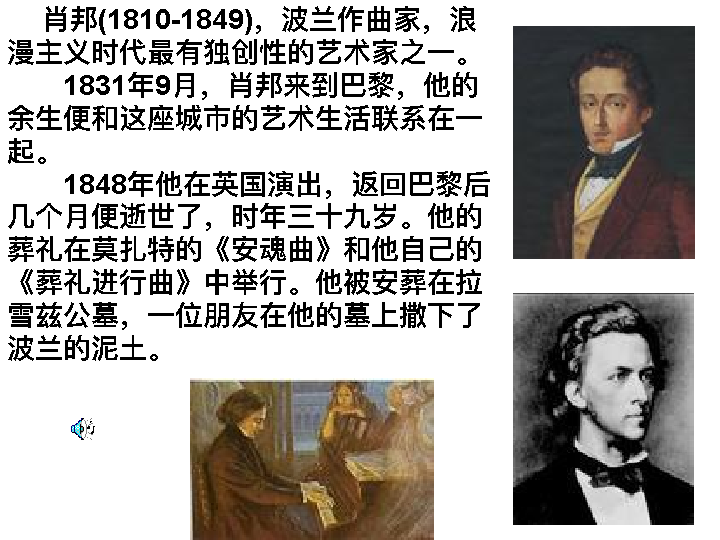 肖邦(1810-1849)，波兰作曲家，浪
漫主义时代最有独创性的艺术家之一。
1831年9月，肖邦来到巴黎，他的
余生便和这座城市的艺术生活联系在一
起。
1848年他在英国演出，返回巴黎后
几个月便逝世了，时年三十九岁。他的
葬礼在莫扎特的《安魂曲》和他自己的
《葬礼进行曲》中举行。他被安葬在拉
雪兹公墓，一位朋友在他的墓上撒下了
波兰的泥土。